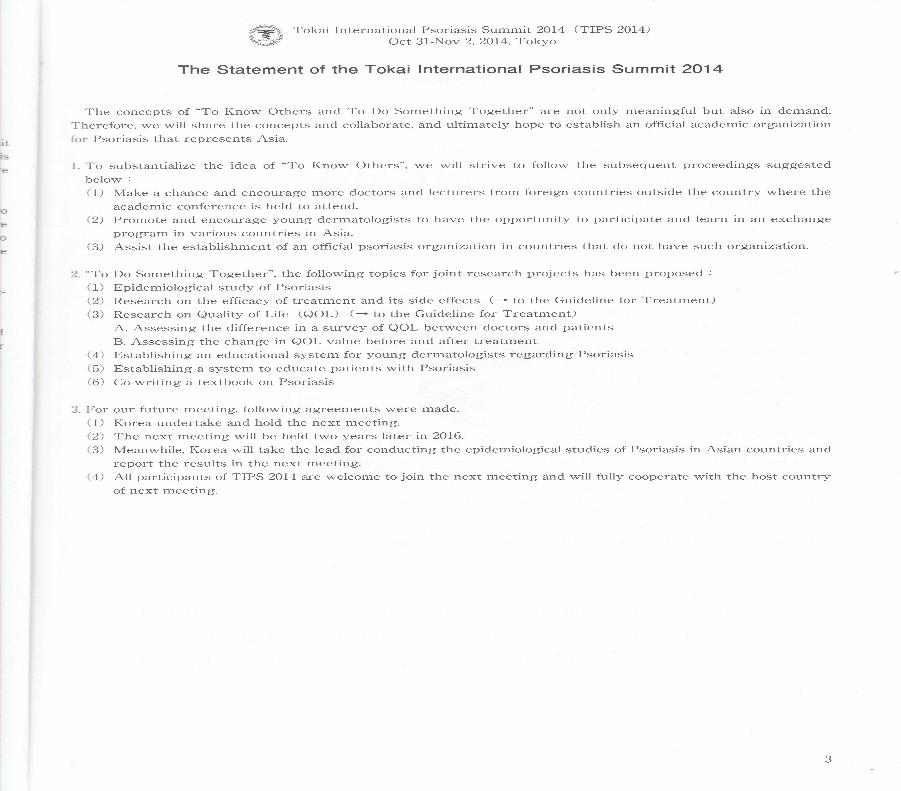 Tokai International Psoriasis Summit 2014 (TIPS 2014)
Oct 31-Nov 2, 2014, Tokyo
The Statement of the Tokai International Psoriasis Summit 2014
The concepts of “To Know Others and To Do Something Together” are not only meaningful but also in demand.
Therefore, we will share the concepts and collaborate, and ultimately hope to establish an official academic organization
for Psoriasis that represents Asia.
1. To substantialize the idea of “To Know Others”, we will strive to follow the subsequent proceedings suggested
below :
(1) Make a chance and encourage more doctors and lecturers from foreign countries outside the country where the
academic conference is held to attend.
(2) Promote and encourage young dermatologists to have the opportunity to participate and learn in an exchange
program in various countries in Asia.
(3) Assist the establishment of an official psoriasis organization in countries that do not have such organization.
2. “To Do Something Together”, the following topics for joint research projects has been proposed :
(1) Epidemiological study of Psoriasis
(2) Research on the efficacy of treatment and its side effects (→ to the Guideline for Treatment)
(3) Research on Quality of Life (QOL) (→ to the Guideline for Treatment)
A. Assessing the difference in a survey of QOL between doctors and patients
B. Assessing the change in QOL value before and after treatment
(4) Establishing an educational system for young dermatologists regarding Psoriasis
(5) Establishing a system to educate patients with Psoriasis
(6) Co-writing a textbook on Psoriasis
3. For our future meeting, following agreements were made.
(1) Korea undertake and hold the next meeting.
(2) The next meeting will be held two years later in 2016.
(3) Meanwhile, Korea will take the lead for conducting the epidemiological studies of Psoriasis in Asian countries and
report the results in the next meeting.
(4) All participants of TIPS 2014 are welcome to join the next meeting and will fully cooperate with the host country
of next meeting.
3